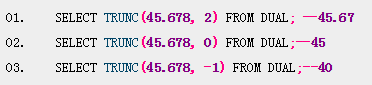 01. SELECT TRUNC(45.678, 2) FROM DUAL; --45.67
02. SELECT TRUNC(45.678, 0) FROM DUAL; --45
03. SELECT TRUNC(45.678, -1) FROM DUAL;--40